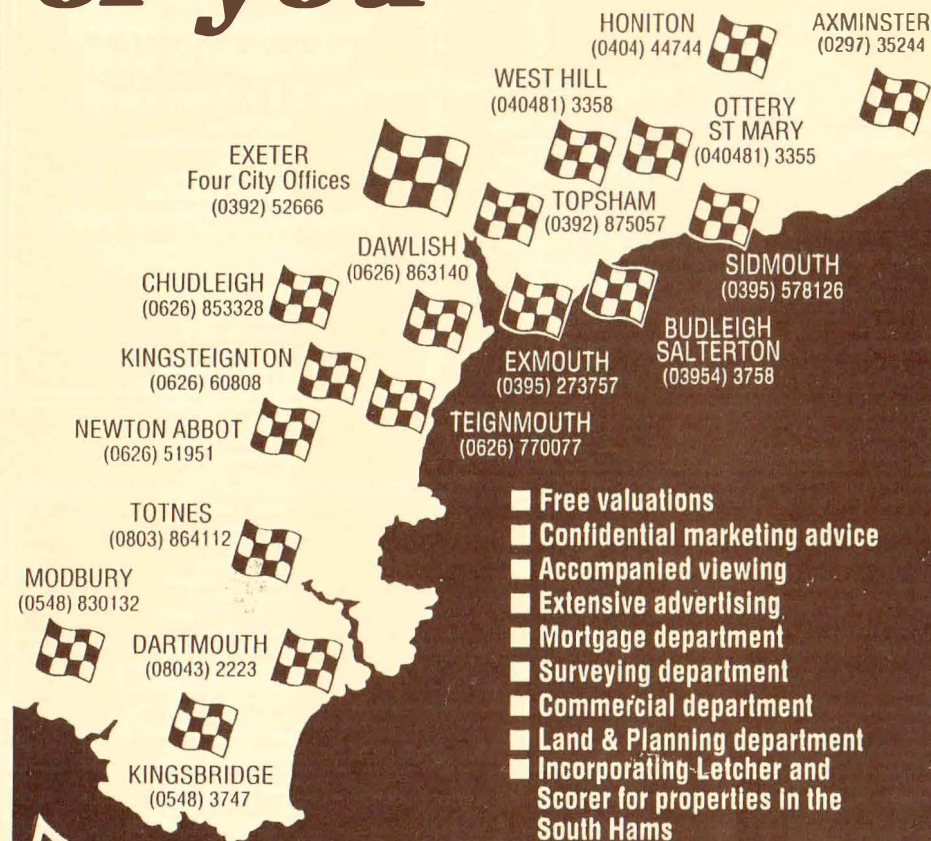 or you
HONITON
(0404) 44744
AXMINSTER
(0297) 35244
WEST HILL
(040481) 3358
OTTERY
ST MARY
(040481) 3355
EXETER
Four City Offices
(0392) 52666
TOPSHAM
(0392) 875057
DAWLISH
(0626) 863140
SIDMOUTH
(0395) 578126
CHUDLEIGH
(0626) 853328
BUDLEIGH
SALTERTON
(03954) 3758
EXMOUTH
(0395) 273757
KINGSTEIGNTON
(0626) 60808
TEIGNMOUTH
(0626) 770077
NEWTON ABBOT
(0626) 51951
TOTNES
(0803) 864112
MODBURY
(0548) 830132
DARTMOUTH
(08043) 2223
KINGSBRIDGE
(0548) 3747
Free valuations
Confidential marketing advice
Accompanied viewing
Extensive advertising
Mortgage department
Surveying department
Commercial department
Land & Planning department
Incorporating Letcher and
Scorer for properties in the
South Hams